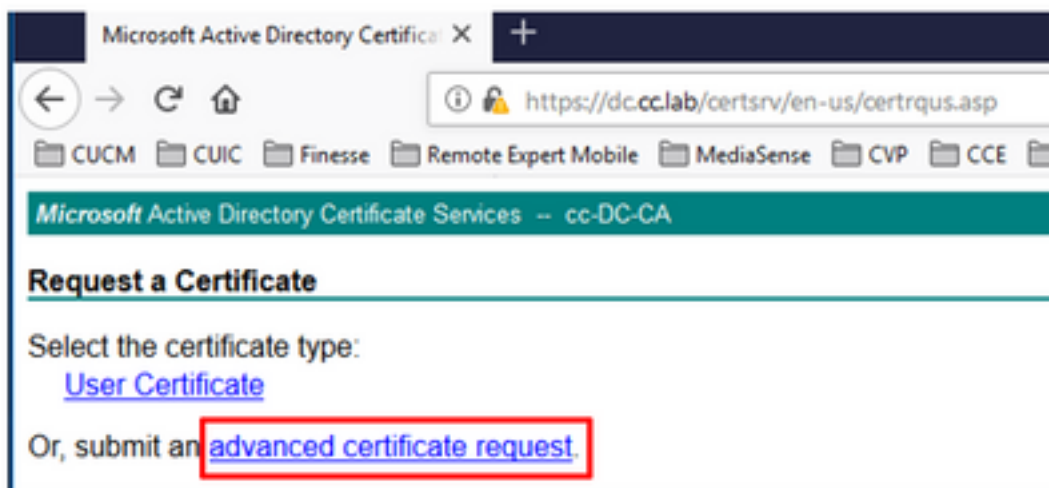 Microsoft Active Directory Certifica
https://dc.cc.lab/certsrv/en-us/certrqus.asp
CUCM CUIC Finesse Remote Expert Mobile MediaSense CVP CCE
Microsoft Active Directory Certificate Services -- cc-DC-CA
Request a Certificate
Select the certificate type:
User Certificate
Or, submit an advanced certificate request.